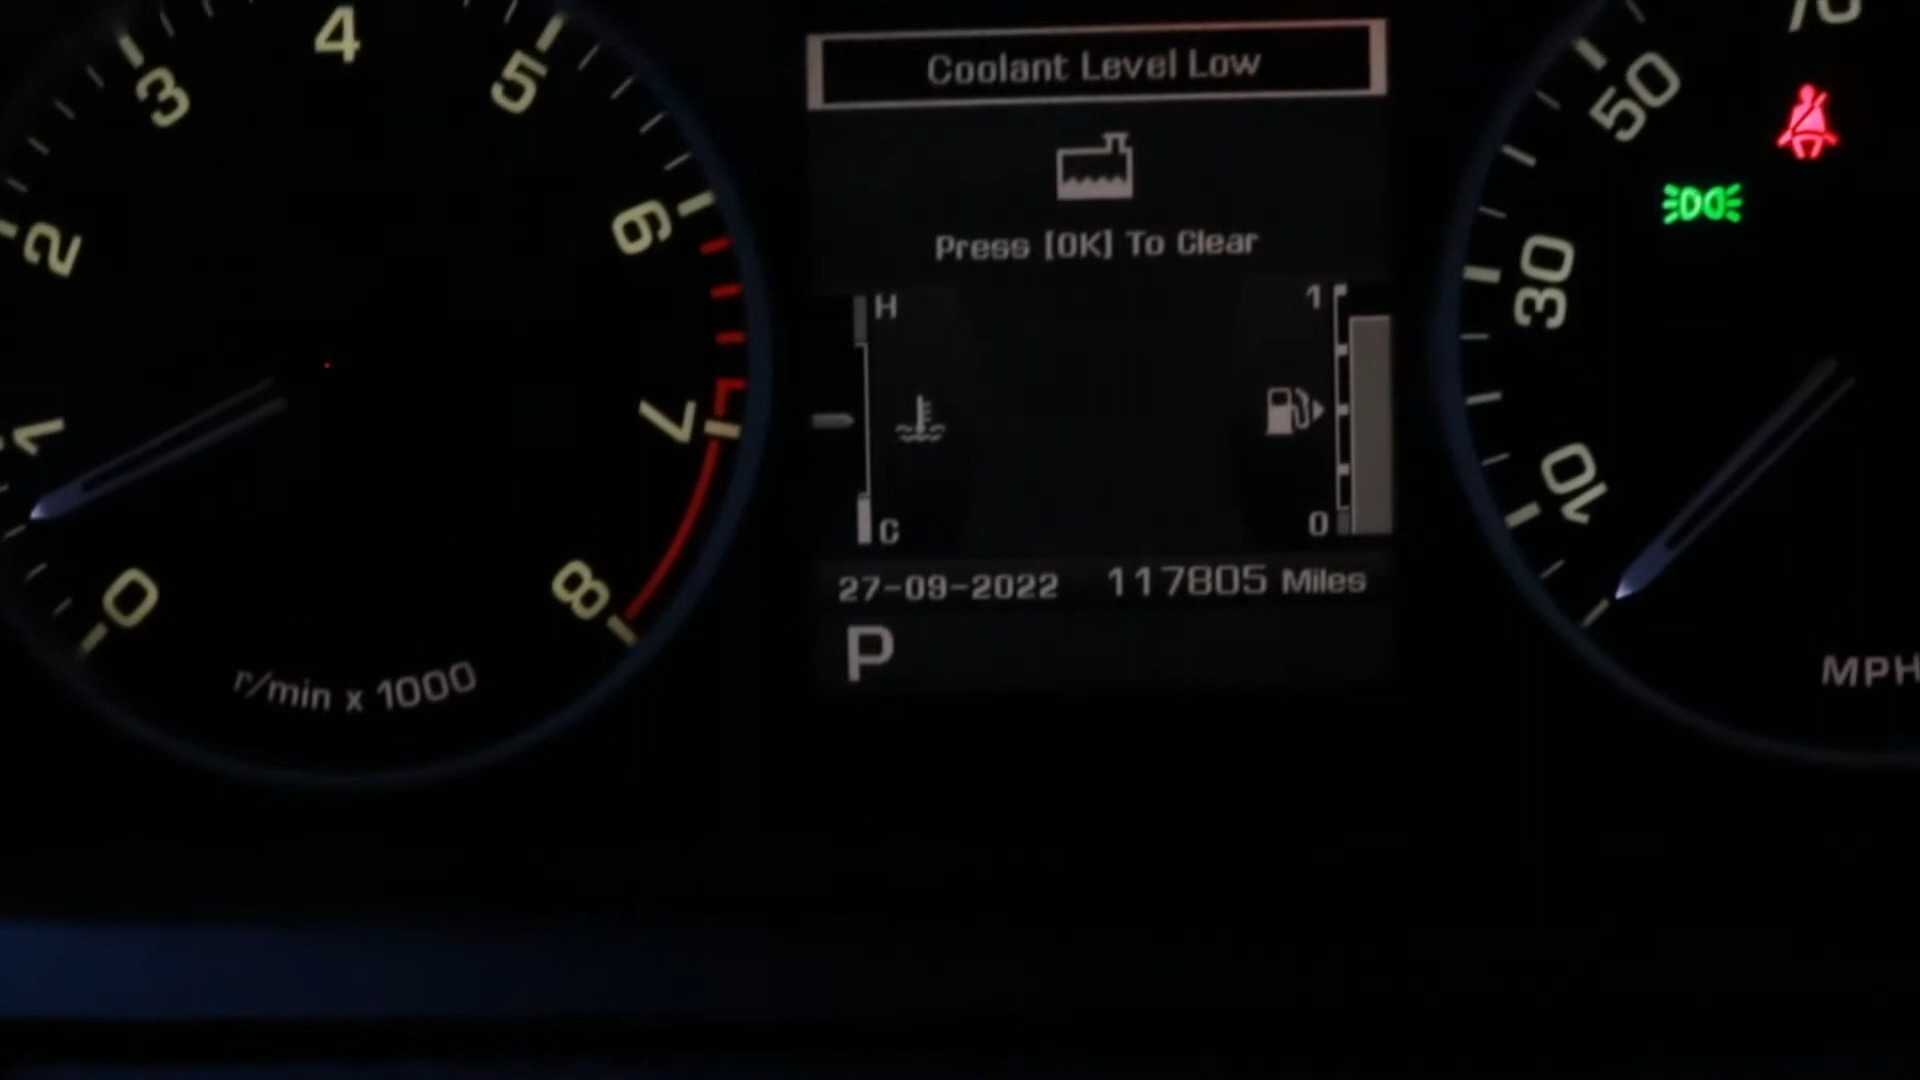 0
1
2
3
4
5
6
7
8
r/min x 1000
Coolant Level Low
Press [OK] To Clear
H
C
1
0
27-09-2022 117805 Miles
P
10
30
50
70
MPH